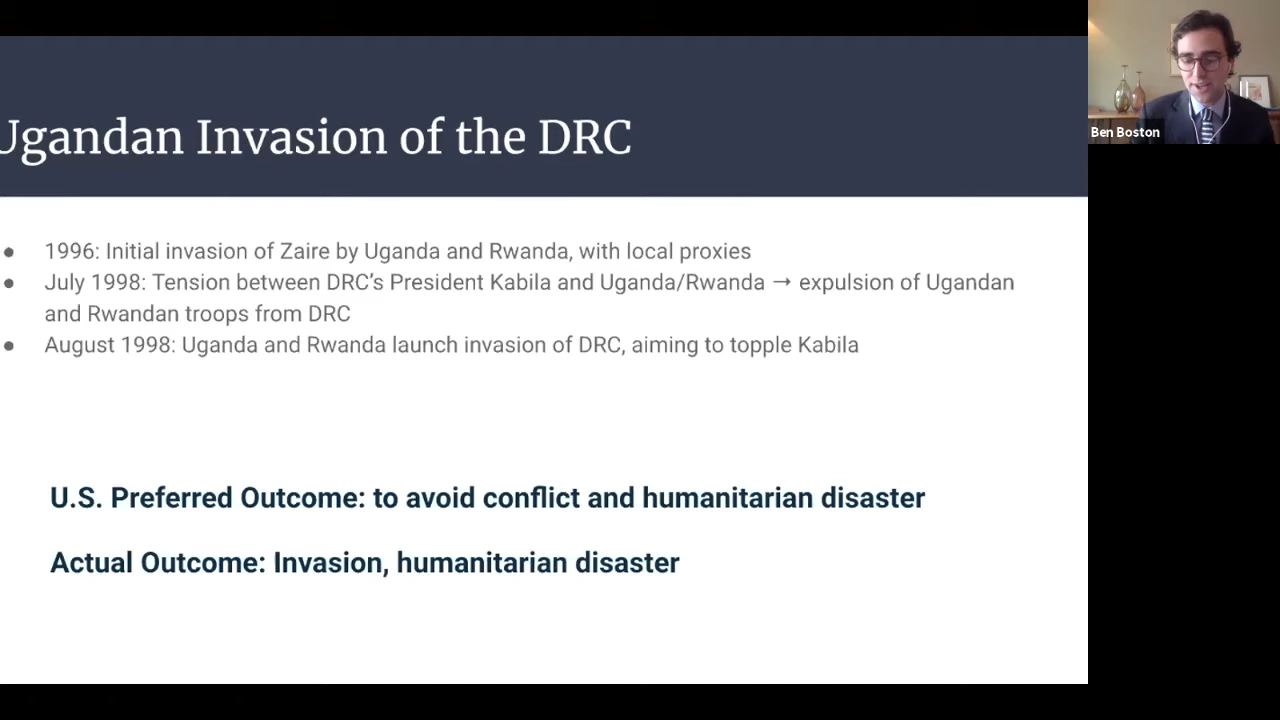 Ugandan Invasion of the DRC
Ben Boston
● 1996: Initial invasion of Zaire by Uganda and Rwanda, with local proxies
● July 1998: Tension between DRC’s President Kabila and Uganda/Rwanda → expulsion of Ugandan
and Rwandan troops from DRC
● August 1998: Uganda and Rwanda launch invasion of DRC, aiming to topple Kabila
U.S. Preferred Outcome: to avoid conflict and humanitarian disaster
Actual Outcome: Invasion, humanitarian disaster